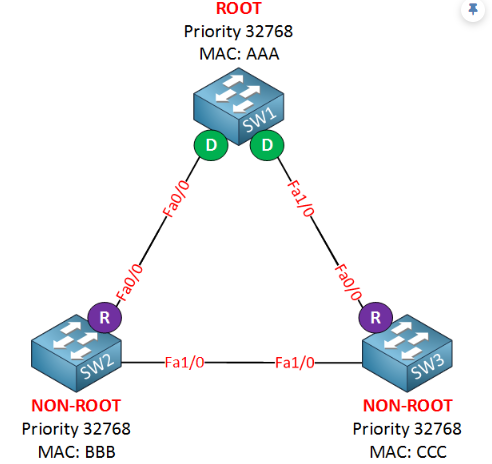 ROOT
Priority 32768
MAC: AAA
SW1
D
D
Fa0/0
Fa1/0
Fa0/0
Fa0/0
R
R
SW2
Fa1/0
Fa1/0
SW3
NON-ROOT
NON-ROOT
Priority 32768
Priority 32768
MAC: BBB
MAC: CCC